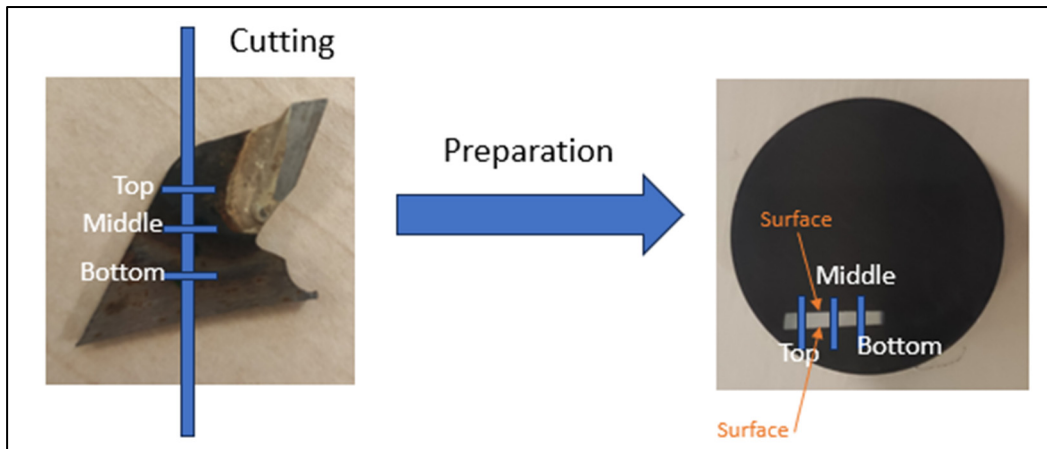 Cutting
Preparation
Top
Middle
Bottom
Surface
Middle
Top
Bottom
Surface